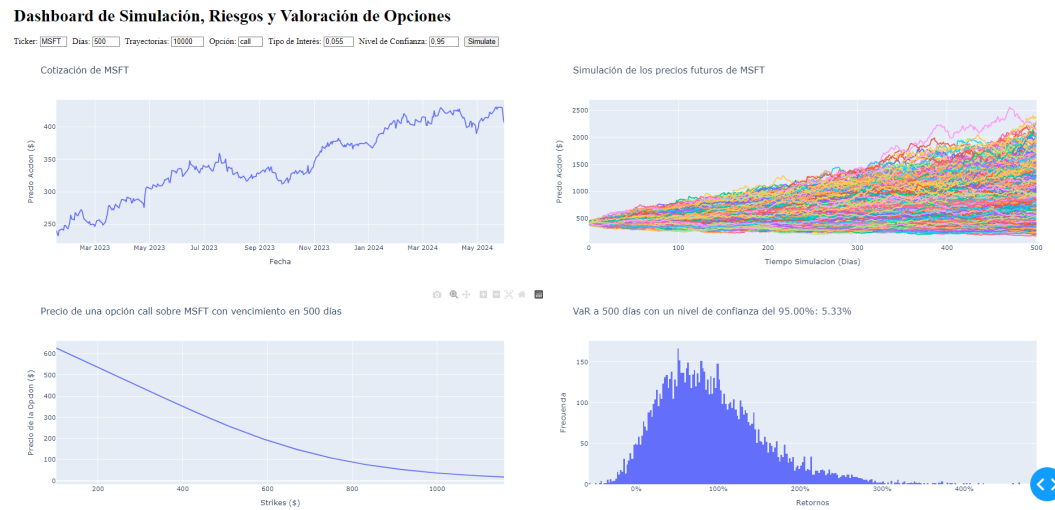 Dashboard de Simulación, Riesgos y Valoración de Opciones
Ticker: MSFT Días: 500 Trayectorias: 10000 Opción: call Tipo de Interés: 0,055 Nivel de Confianza: 0,95 Simulate
Cotización de MSFT
Precio Accion ($)
400
350
300
250
Mar 2023 May 2023 Jul 2023 Sep 2023 Nov 2023 Jan 2024 Mar 2024 May 2024
Fecha
Simulación de los precios futuros de MSFT
Precio Accion ($)
2500
2000
1500
1000
500
0 100 200 300 400 500
Tiempo Simulacion (Dias)
Precio de una opción call sobre MSFT con vencimiento en 500 días
Precio de la Opcion ($)
600
500
400
300
200
100
0
200 400 600 800 1000
Strikes ($)
VaR a 500 días con un nivel de confianza del 95.00%: 5.33%
Frecuencia
150
100
50
0
0% 100% 200% 300% 400%
Retornos